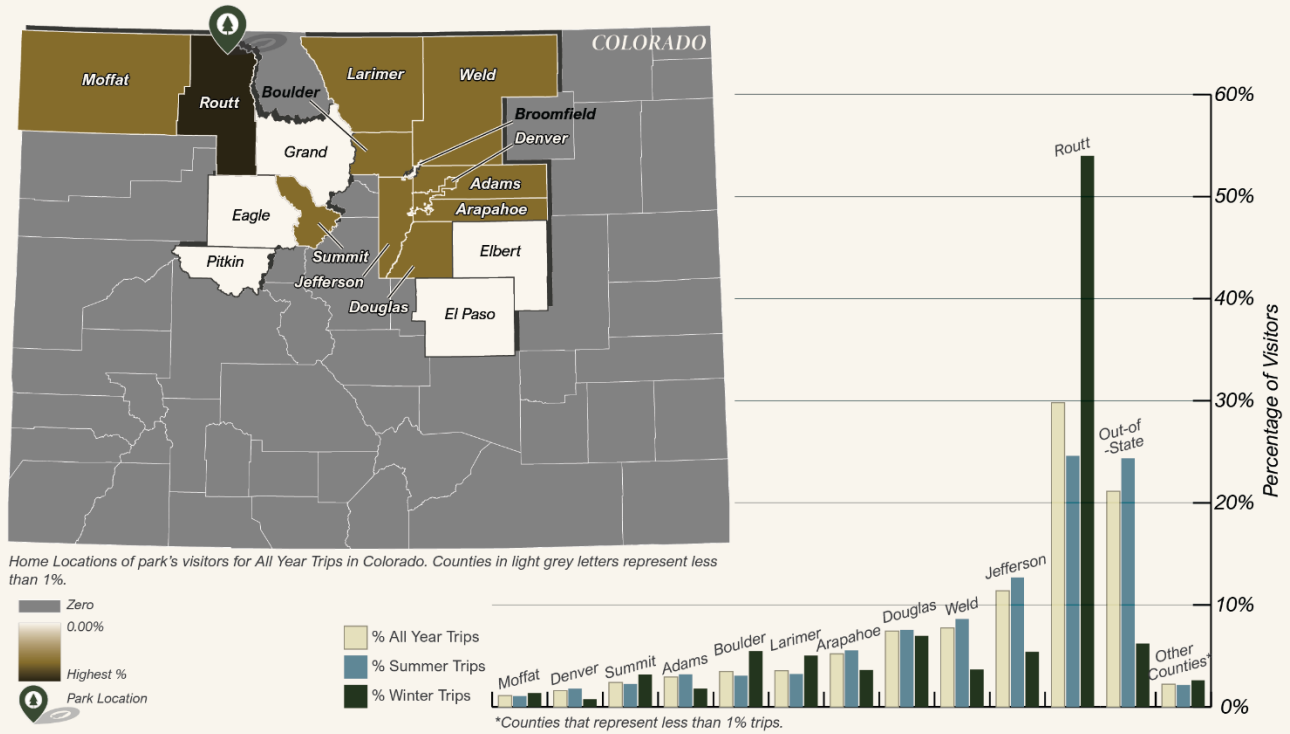 COLORADO
Moffat
Routt
Boulder
Larimer
Weld
Broomfield
Denver
Grand
Adams
Arapahoe
Eagle
Summit
Jefferson
Elbert
Pitkin
Douglas
El Paso
Home Locations of park's visitors for All Year Trips in Colorado. Counties in light grey letters represent less
than 1%.
Zero
0.00%
Highest %
Park Location
% All Year Trips
% Summer Trips
% Winter Trips
Moffat
Denver
Summit
Adams
Boulder
Larimer
Arapahoe
Douglas
Weld
Jefferson
Routt
Out-of
-State
Other
Counties*
60%
50%
40%
30%
20%
10%
0%
Percentage of Visitors
*Counties that represent less than 1% trips.